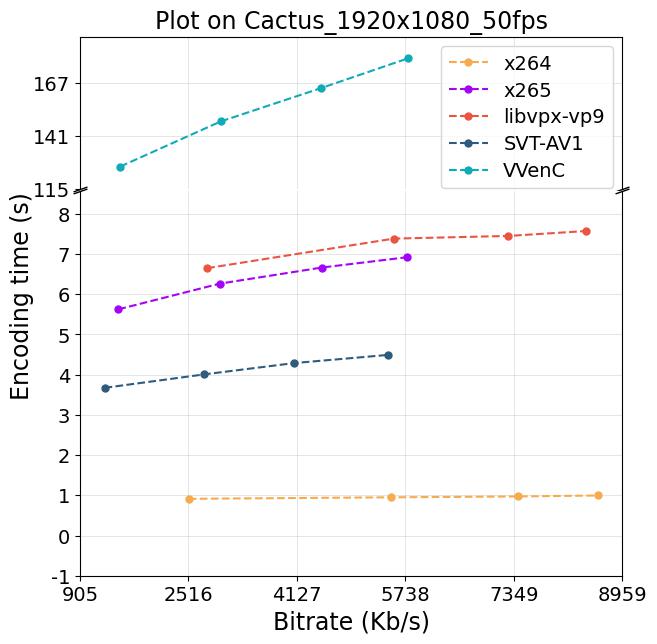 Plot on Cactus_1920x1080_50fps
167
141
115
8
7
6
5
4
3
2
1
0
-1
Encoding time (s)
x264
x265
libvpx-vp9
SVT-AV1
VVenC
905 2516 4127 5738 7349 8959
Bitrate (Kb/s)